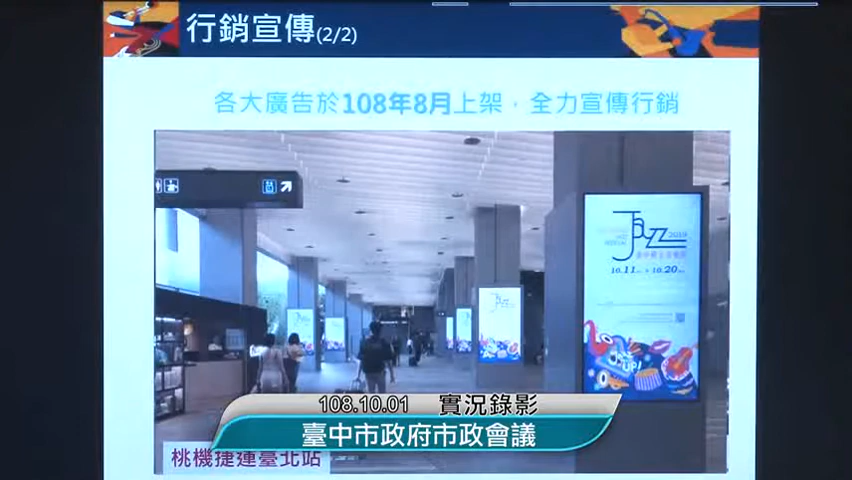 行銷宣傳(2/2)
各大廣告於108年8月上架，全力宣傳行銷
Jazz 2019
10.11 10.20
UP!
108.10.01 實況錄影
臺中市政府市政會議
桃機捷運臺北站